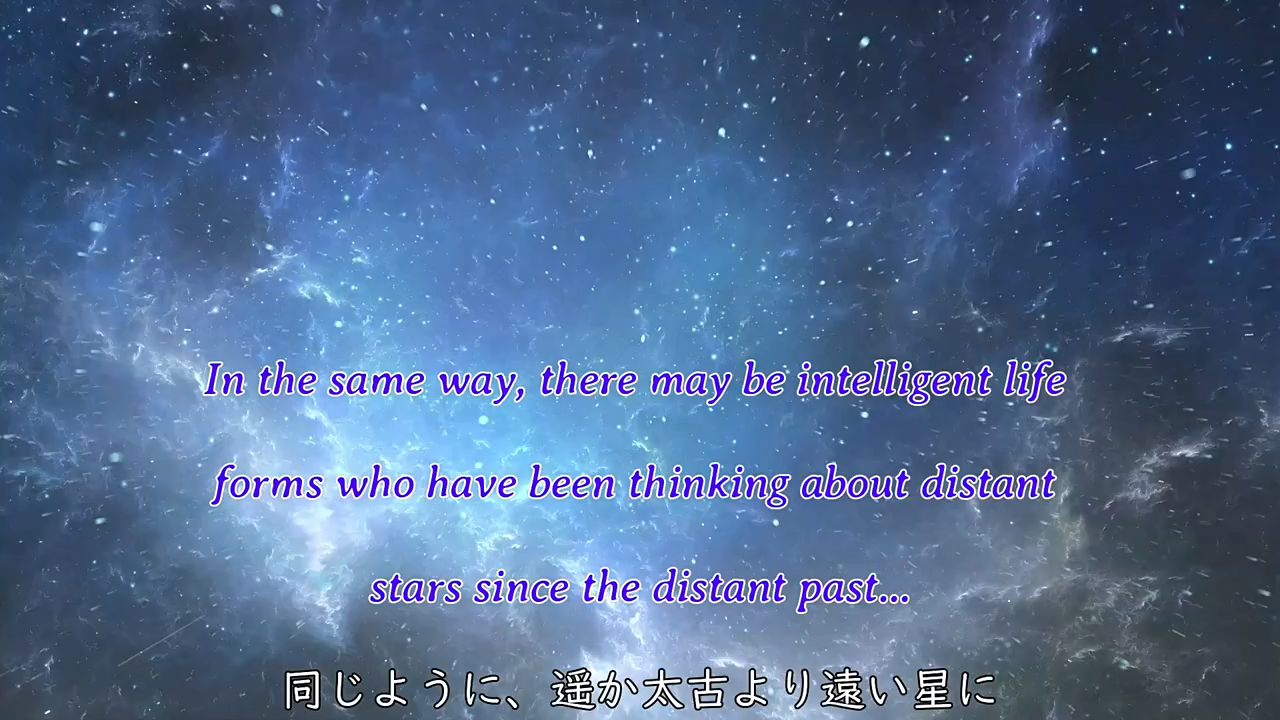 In the same way, there may be intelligent life
forms who have been thinking about distant
stars since the distant past...
同じように、遥か太古より遠い星に